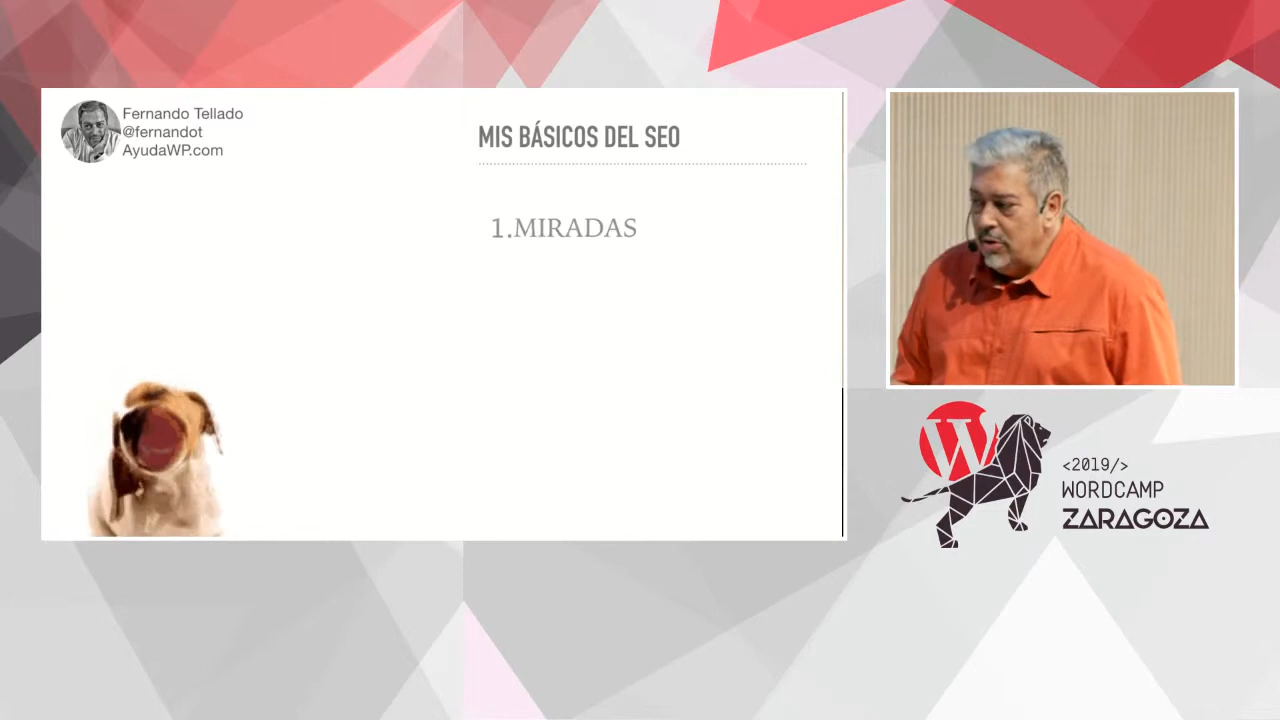 Fernando Tellado
@fernandot
AyudaWP.com
MIS BÁSICOS DEL SEO
1.MIRADAS
W
<2019/>
WORDCAMP
ZARAGOZA